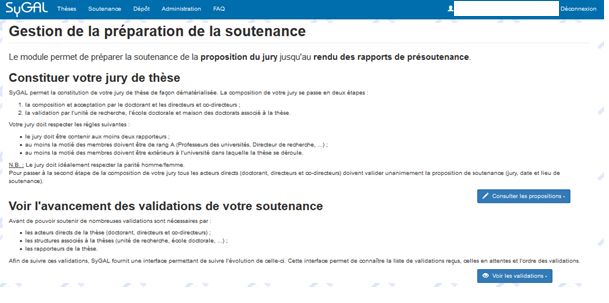 SyGAL Thèses Soutenance Dépôt Administration FAQ Déconnexion
Gestion de la préparation de la soutenance
Le module permet de préparer la soutenance de la proposition du jury jusqu'au rendu des rapports de présoutenance.
Constituer votre jury de thèse
SyGAL permet la constitution de votre jury de thèse de façon dématérialisée. La composition de votre jury se passe en deux étapes :
1. la composition et acceptation par le doctorant et les directeurs et co-directeurs ;
2. la validation par l'unité de recherche, l'école doctorale et maison des doctorats associé à la thèse.
Votre jury doit respecter les règles suivantes :
• le jury doit être contenir aux moins deux rapporteurs ;
• au moins la motié des membres doivent être de rang A (Professeurs des universités, Directeur de recherche, ...) ;
• au moins la motié des membres doivent être extérieurs à l'université dans laquelle la thèse se déroule.
N.B. : Le jury doit idéalement respecter la parité homme/femme.
Pour passer à la second étape de la composition de votre jury tous les acteurs directs (doctorant, directeurs et co-directeurs) doivent valider unanimement la proposition de soutenance (jury, date et lieu de
soutenance).
Consulter les propositions -
Voir l'avancement des validations de votre soutenance
Avant de pouvoir soutenir de nombreuses validations sont nécessaires par :
• les acteurs directs de la thèse (doctorant, directeurs et co-directeurs) ;
• les structures associés à la thèses (unité de recherche, école doctorale, ...) ;
• les rapporteurs de la thèse.
Afin de suivre ces validations, SyGAL fournit une interface permettant de suivre l'évolution de celle-ci. Cette interface permet de connaître la liste de validations reçus, celles en attentes et l'ordre des validations.
Voir les validations -